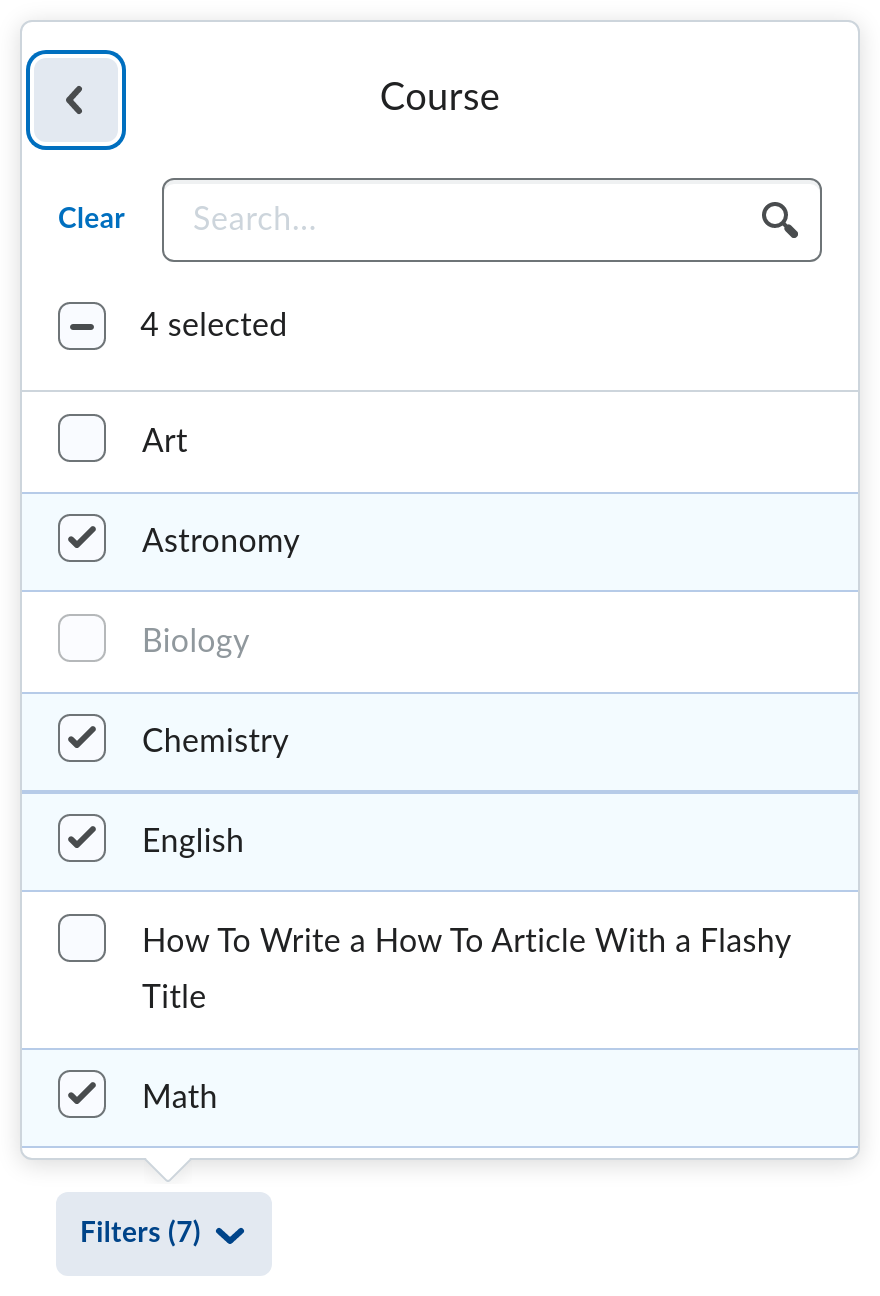 Course
Clear
Search...
4 selected
Art
Astronomy
Biology
Chemistry
English
How To Write a How To Article With a Flashy
Title
Math
Filters (7)